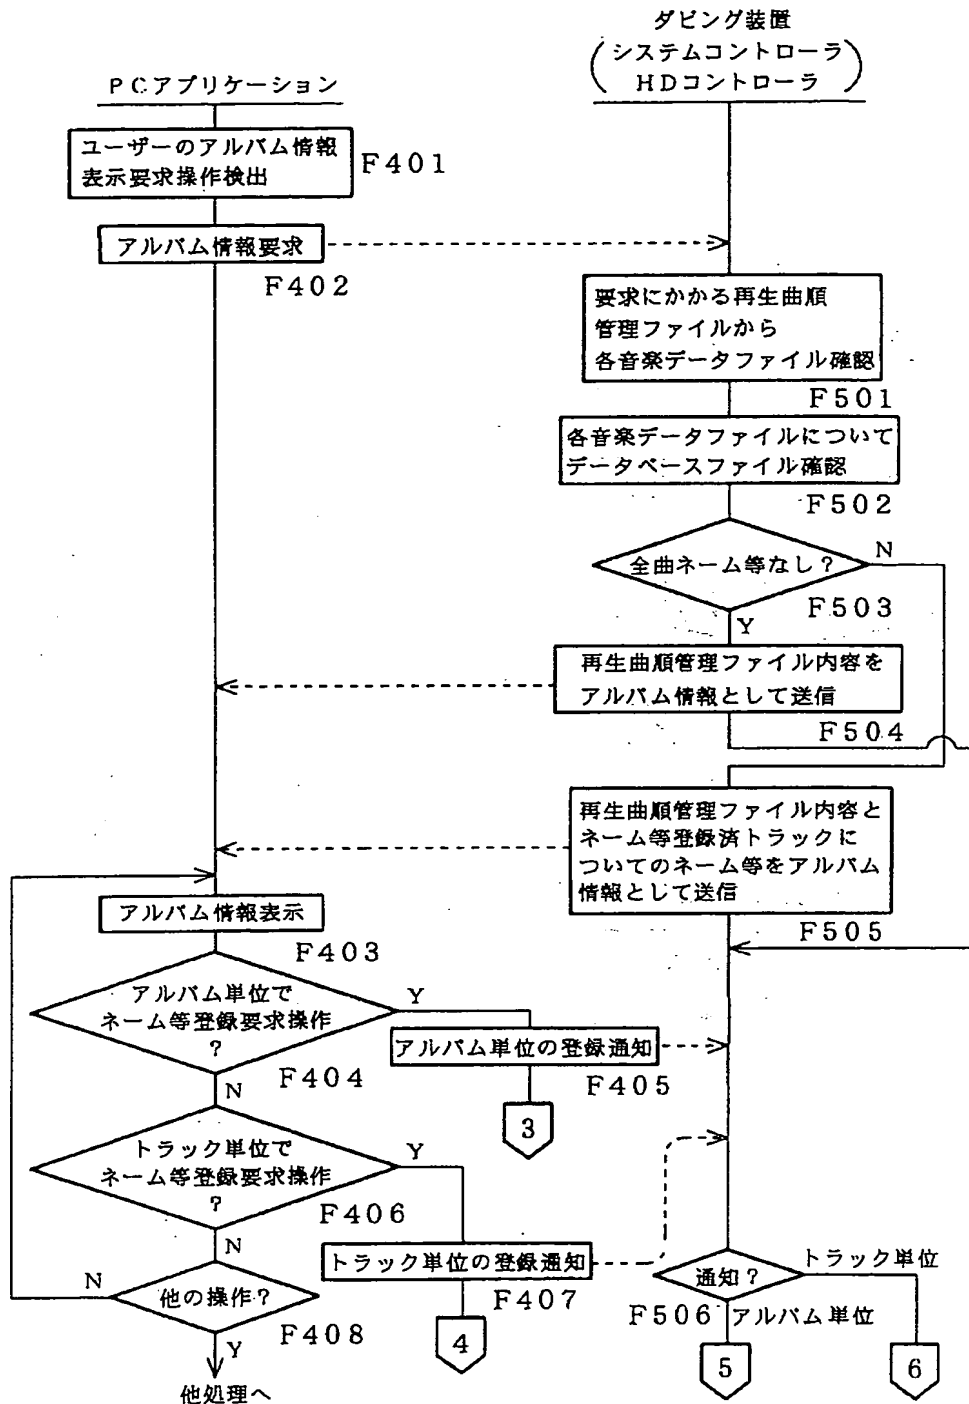 ダビング装置
(システムコントローラ
HDコントローラ)
PCアプリケーション
ユーザーのアルバム情報
表示要求操作検出
F401
アルバム情報要求
F402
要求にかかる再生曲順
管理ファイルから
各音楽データファイル確認
F501
各音楽データファイルについて
データベースファイル確認
F502
全曲ネーム等なし?
N
F503
Y
再生曲順管理ファイル内容を
アルバム情報として送信
F504
再生曲順管理ファイル内容と
ネーム等登録済トラックに
ついてのネーム等をアルバム
情報として送信
F505
アルバム情報表示
F403
アルバム単位で
ネーム等登録要求操作
?
Y
F404
N
アルバム単位の登録通知
F405
3
トラック単位で
ネーム等登録要求操作
?
Y
F406
N
トラック単位の登録通知
F407
4
他の操作?
N
F408
Y
他処理へ
通知?
トラック単位
F506
アルバム単位
5
6